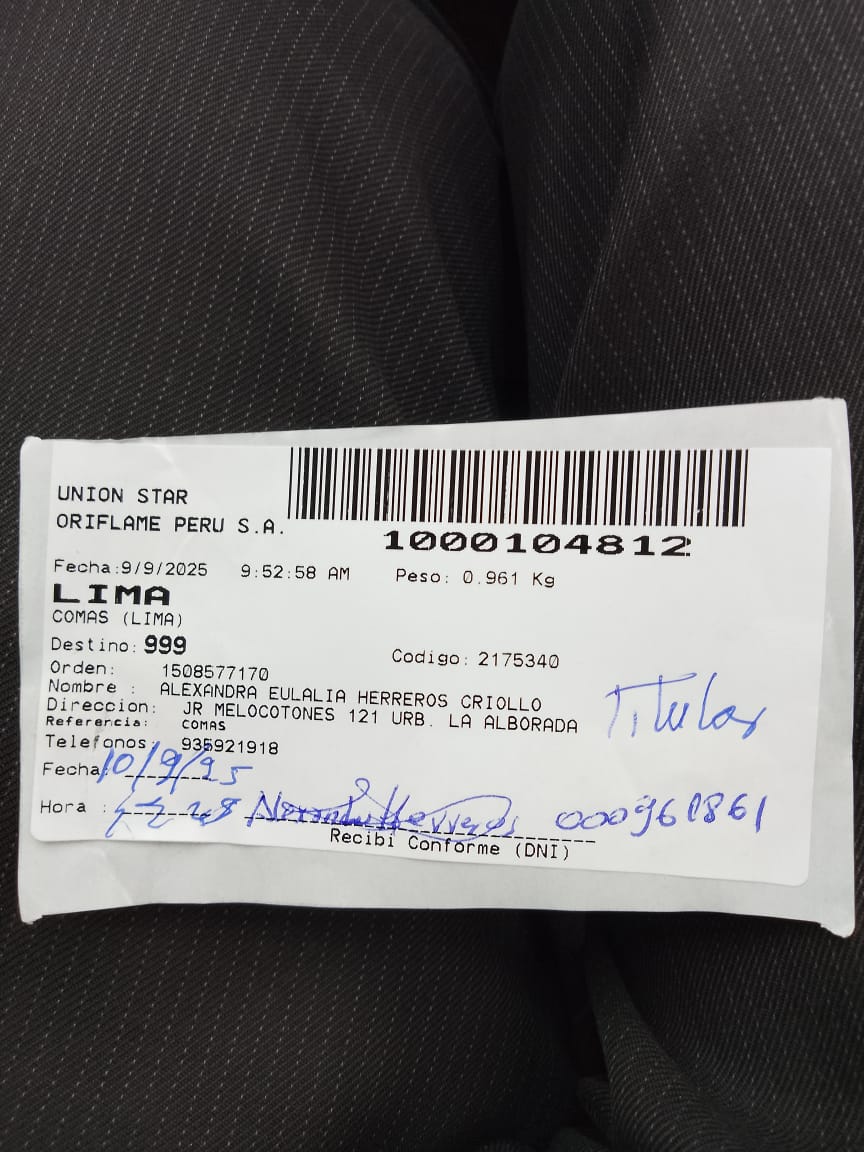 UNION STAR
ORIFLAME PERU S.A.
1000104812
Fecha:9/9/2025 9:52:58 AM Peso: 0.961 Kg
LIMA
COMAS (LIMA)
Destino: 999 Codigo: 2175340
Orden: 1508577170
Nombre : ALEXANDRA EULALIA HERREROS CRIOLLO
Direccion: JR MELOCOTONES 121 URB. LA ALBORADA
Titular
Referencia: COMAS
Telefonos: 935921918
Fecha: 10/9/25
Hora : Herreros 000961861
Recibi Conforme (DNI)